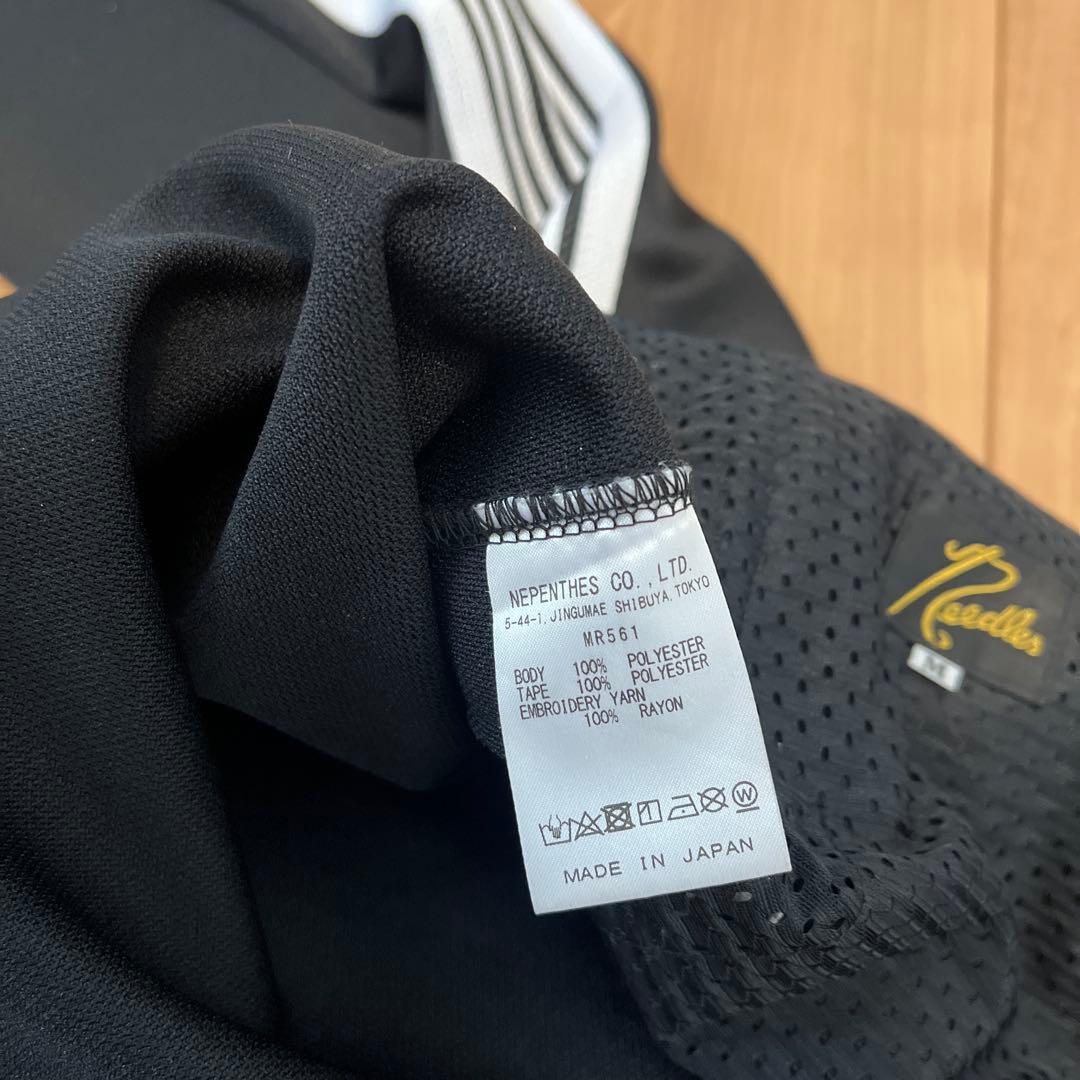 NEPENTHES CO.,LTD.
5-44-1, JINGUMAE SHIBUYA, TOKYO
MR561
BODY 100% POLYESTER
TAPE 100% POLYESTER
EMBROIDERY YARN
100% RAYON
W
MADE IN JAPAN
Needles
M